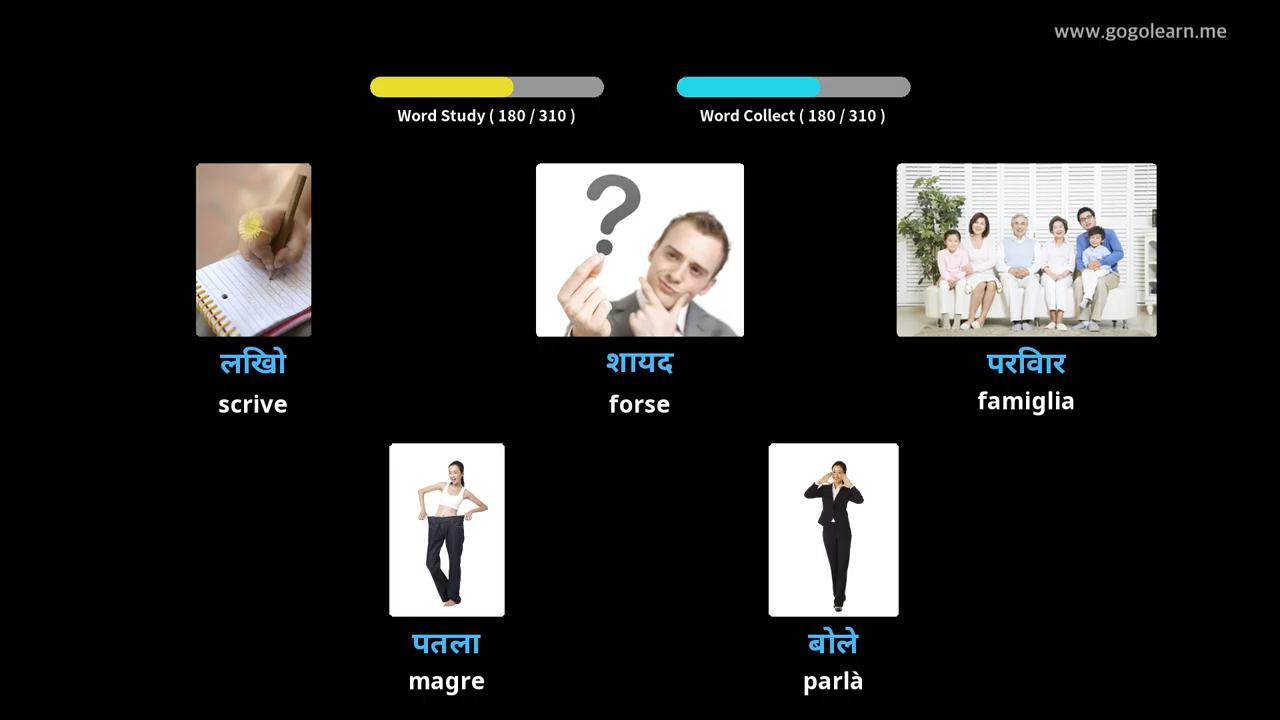 www.gogolearn.me
Word Study ( 180 / 310 )
Word Collect ( 180 / 310 )
लिखो
scrive
शायद
forse
परिवार
famiglia
पतला
magre
बोले
parlà